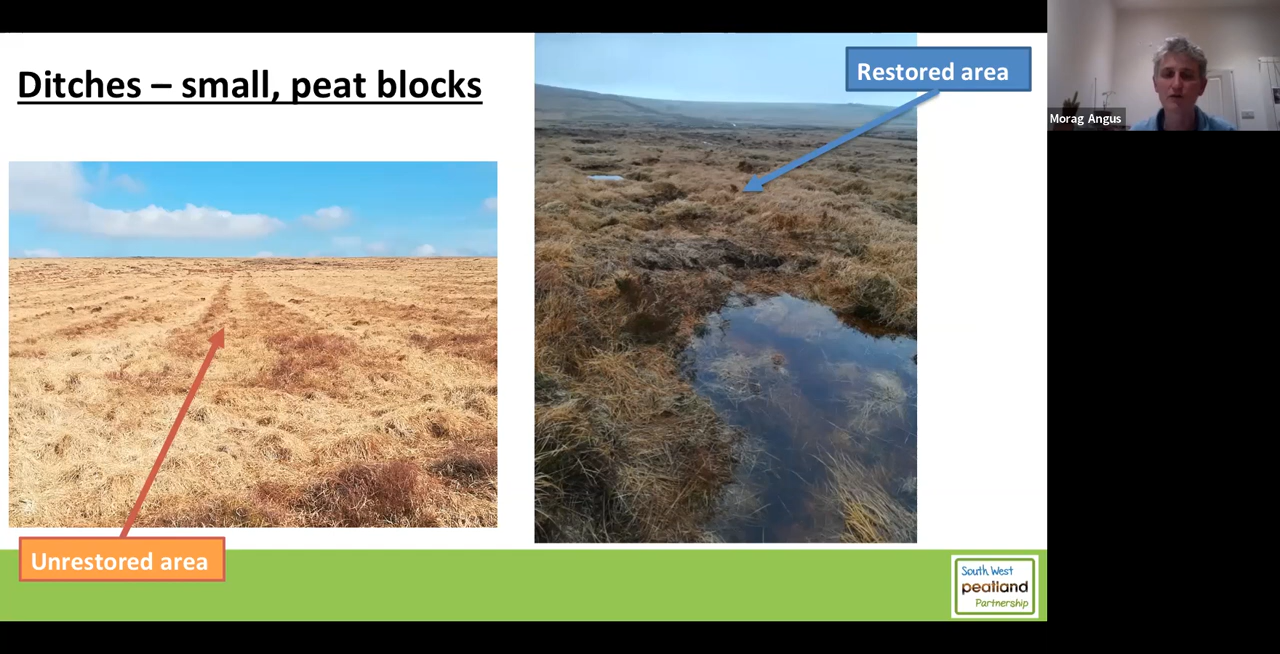 Ditches – small, peat blocks
Restored area
Morag Angus
Unrestored area
South West
peatland
Partnership